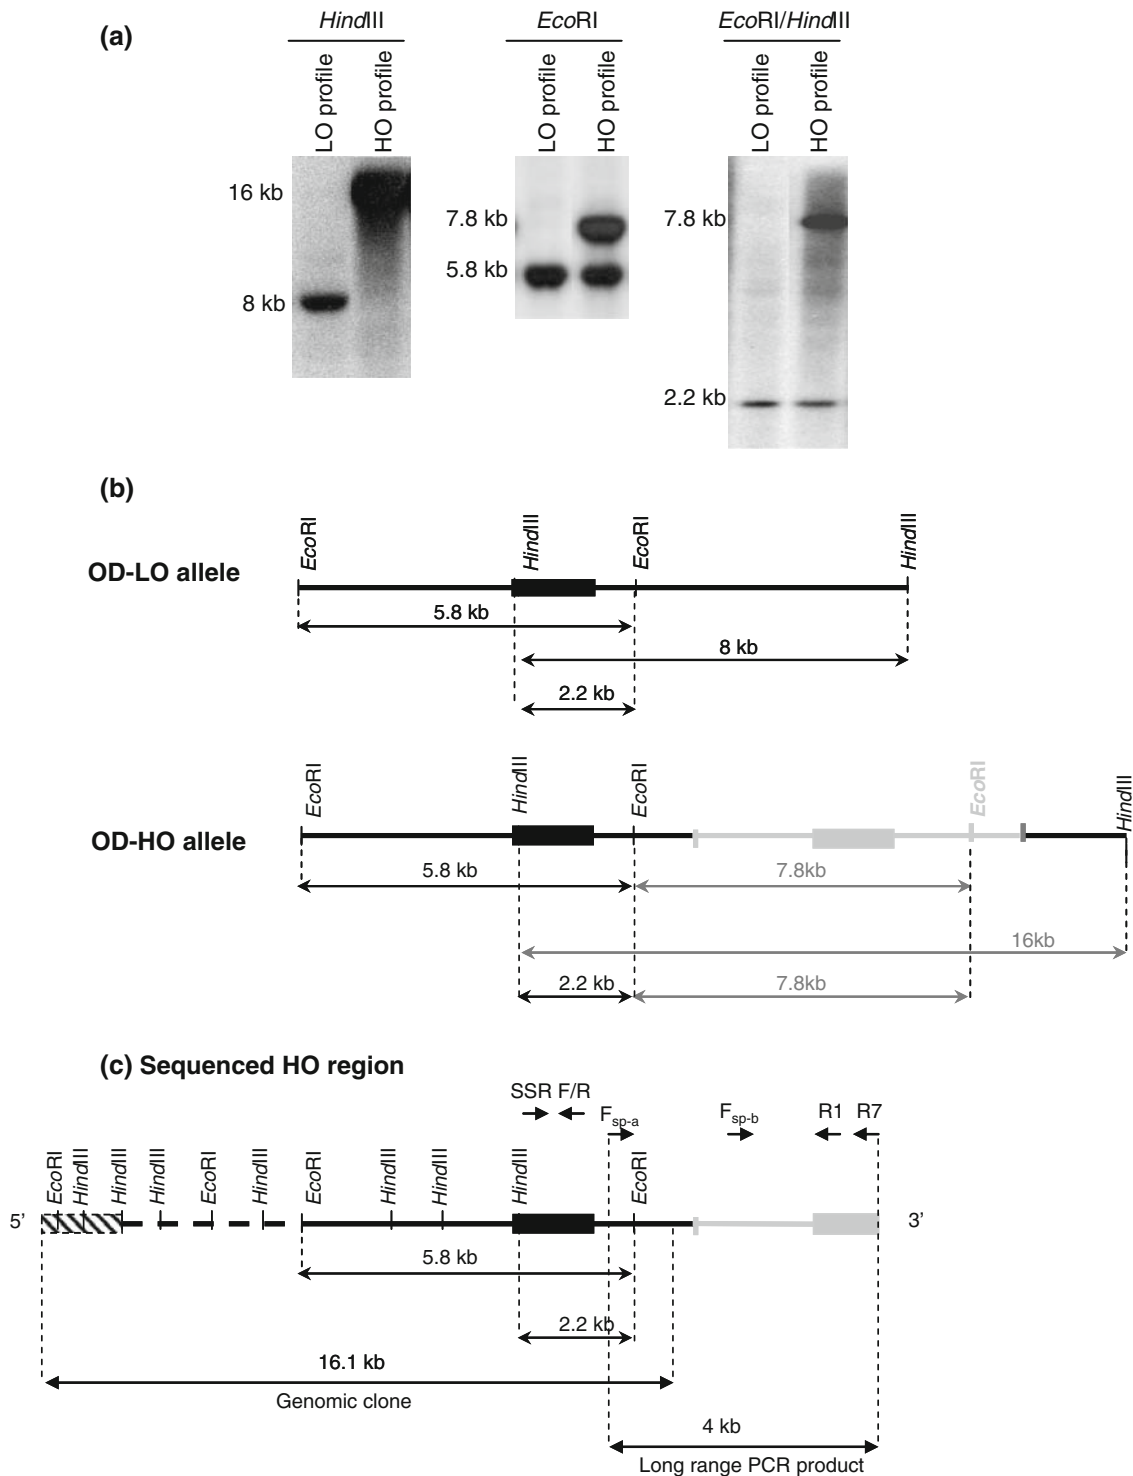 (a)
HindIII
EcoRI
EcoRI/HindIII
LO profile
HO profile
LO profile
HO profile
LO profile
HO profile
16 kb
8 kb
7.8 kb
5.8 kb
7.8 kb
2.2 kb
(b)
OD-LO allele
EcoRI
HindIII
EcoRI
HindIII
5.8 kb
8 kb
2.2 kb
OD-HO allele
EcoRI
HindIII
EcoRI
EcoRI
HindIII
5.8 kb
7.8kb
16kb
2.2 kb
7.8kb
(c) Sequenced HO region
SSR F/R
Fsp-a
Fsp-b
R1
R7
EcoRI
HindIII
HindIII
HindIII
EcoRI
HindIII
EcoRI
HindIII
HindIII
HindIII
EcoRI
5’
3’
5.8 kb
2.2 kb
16.1 kb
Genomic clone
4 kb
Long range PCR product